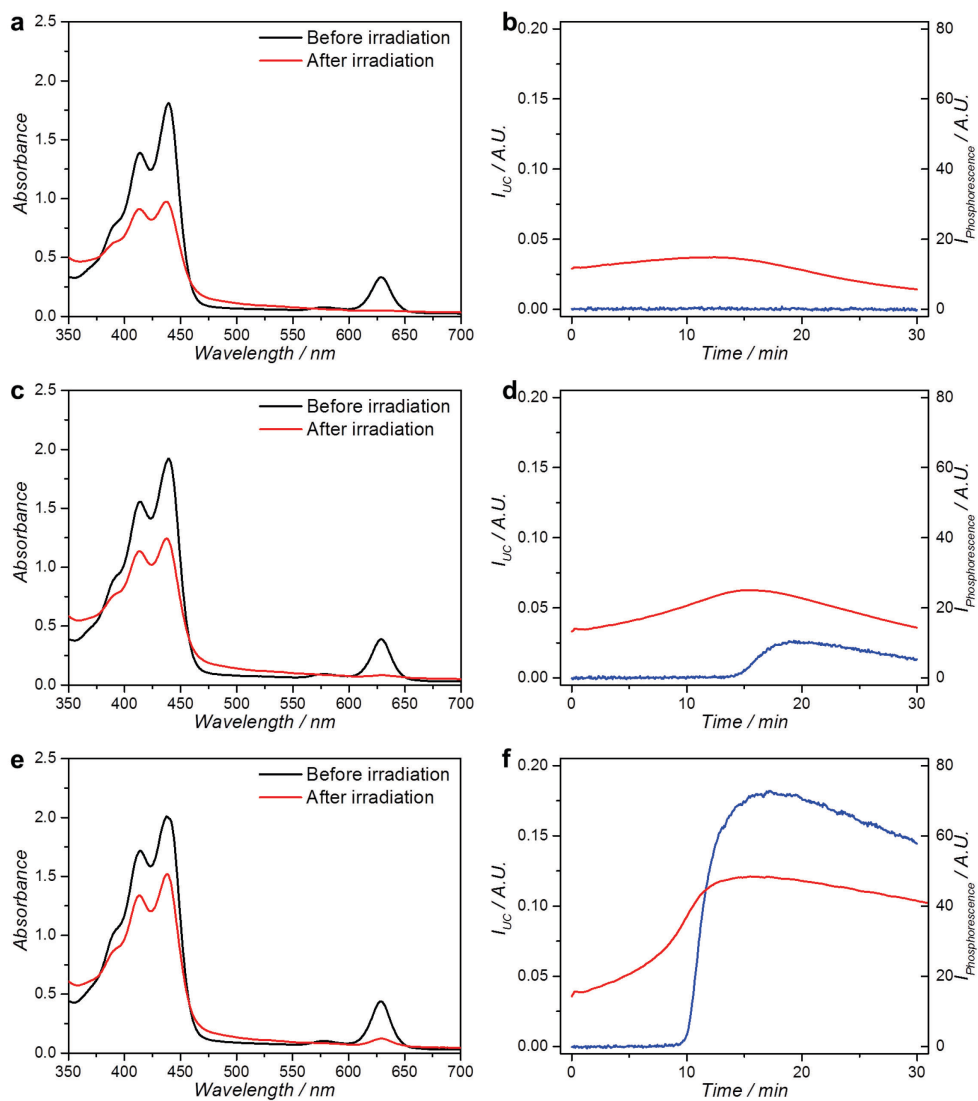 a
2.5
2.0
1.5
1.0
0.5
0.0
Absorbance
Before irradiation
After irradiation
350 400 450 500 550 600 650 700
Wavelength / nm
b
0.20
0.15
0.10
0.05
0.00
I_UC / A.U.
80
60
40
20
0
I_Phosphorescence / A.U.
0 10 20 30
Time / min
c
2.5
2.0
1.5
1.0
0.5
0.0
Absorbance
Before irradiation
After irradiation
350 400 450 500 550 600 650 700
Wavelength / nm
d
0.20
0.15
0.10
0.05
0.00
I_UC / A.U.
80
60
40
20
0
I_Phosphorescence / A.U.
0 10 20 30
Time / min
e
2.5
2.0
1.5
1.0
0.5
0.0
Absorbance
Before irradiation
After irradiation
350 400 450 500 550 600 650 700
Wavelength / nm
f
0.20
0.15
0.10
0.05
0.00
I_UC / A.U.
80
60
40
20
0
I_Phosphorescence / A.U.
0 10 20 30
Time / min